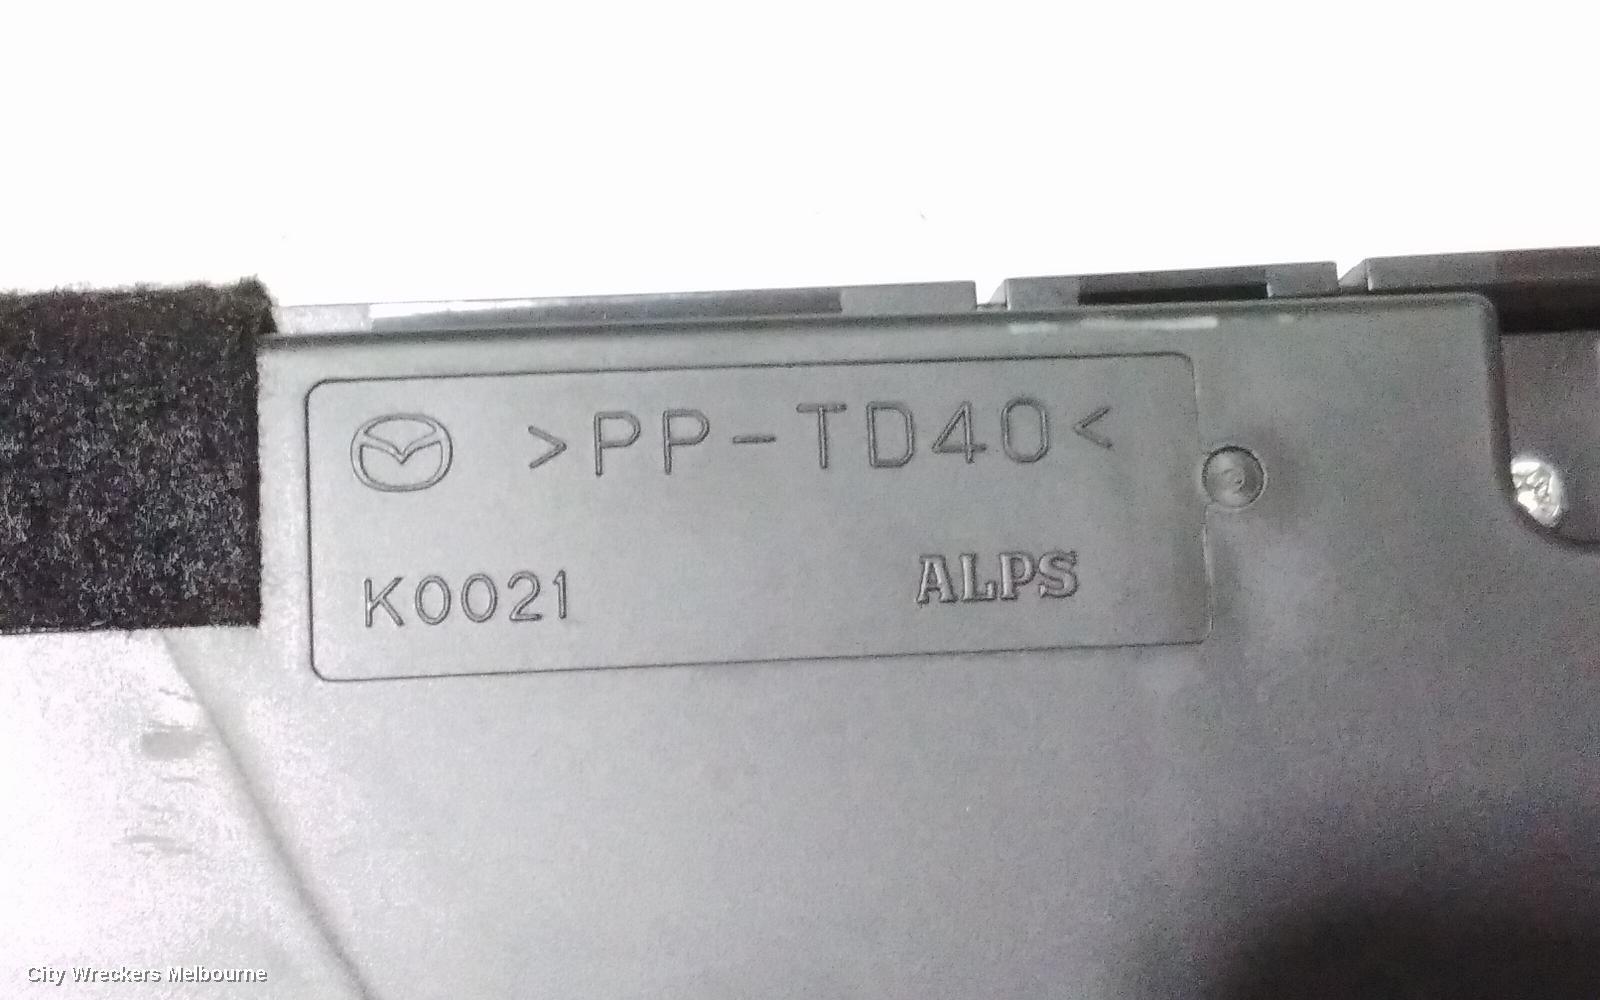 >PP-TD40<
K0021 ALPS
City Wreckers Melbourne